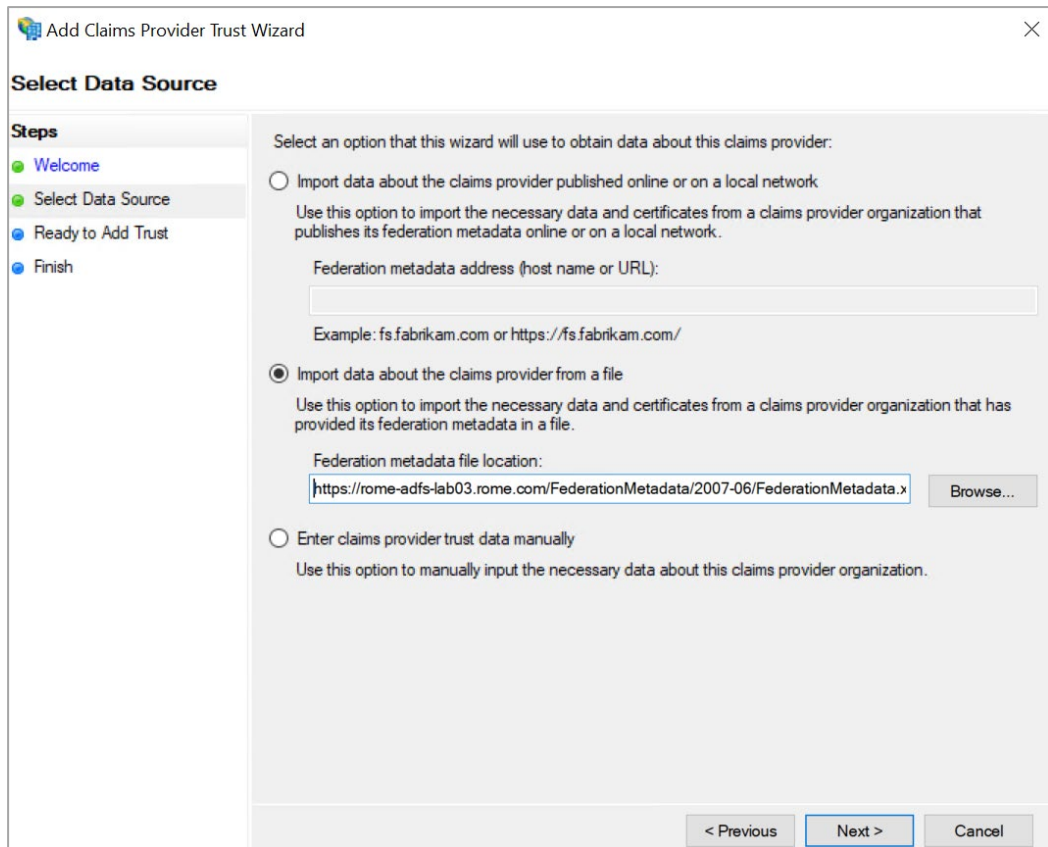 Add Claims Provider Trust Wizard
Select Data Source
Steps
Welcome
Select Data Source
Ready to Add Trust
Finish
Select an option that this wizard will use to obtain data about this claims provider:
Import data about the claims provider published online or on a local network
Use this option to import the necessary data and certificates from a claims provider organization that
publishes its federation metadata online or on a local network.
Federation metadata address (host name or URL):
Example: fs.fabrikam.com or https://fs.fabrikam.com/
Import data about the claims provider from a file
Use this option to import the necessary data and certificates from a claims provider organization that has
provided its federation metadata in a file.
Federation metadata file location:
https://rome-adfs-lab03.rome.com/FederationMetadata/2007-06/FederationMetadata.x
Browse...
Enter claims provider trust data manually
Use this option to manually input the necessary data about this claims provider organization.
< Previous
Next >
Cancel